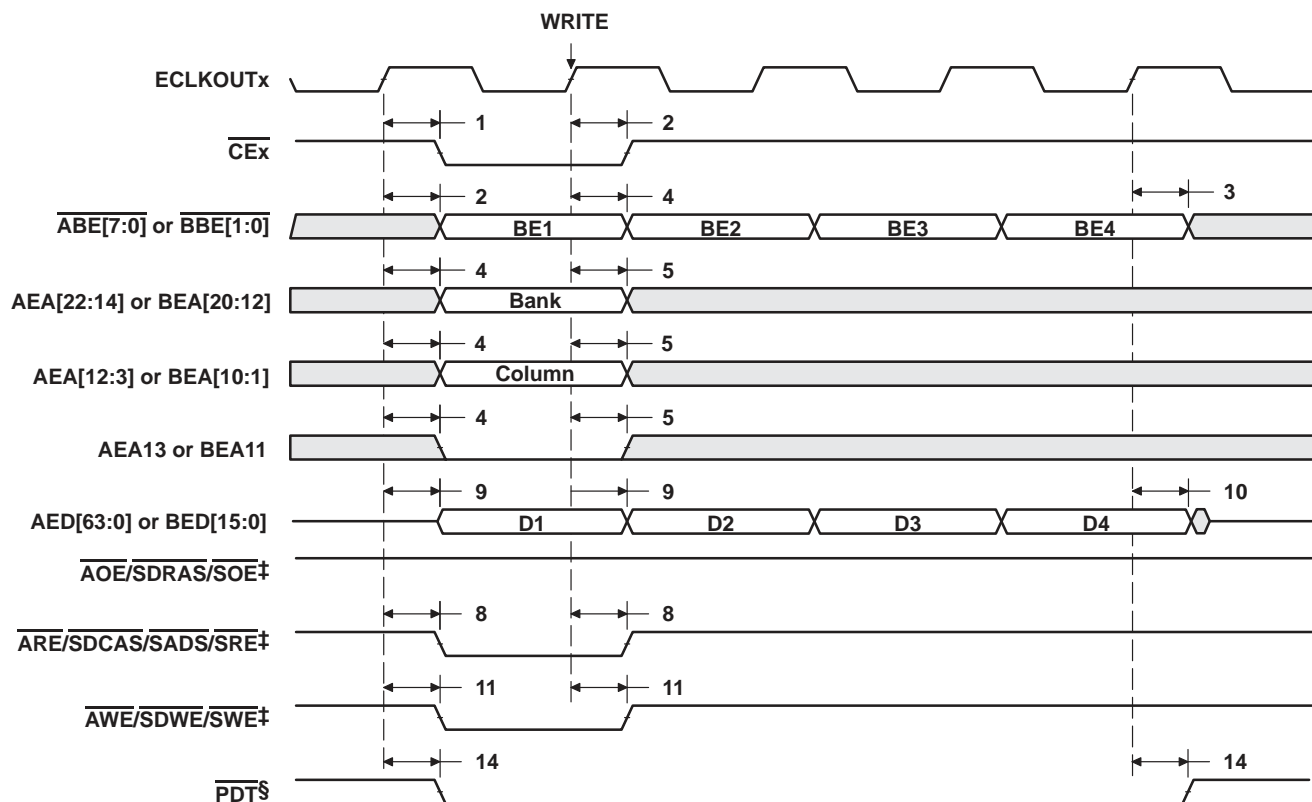 WRITE
ECLKOUTx
1 2
CEx
2 4 3
ABE[7:0] or BBE[1:0] BE1 BE2 BE3 BE4
4 5
AEA[22:14] or BEA[20:12] Bank
4 5
AEA[12:3] or BEA[10:1] Column
4 5
AEA13 or BEA11
9 9 10
AED[63:0] or BED[15:0] D1 D2 D3 D4
AOE/SDRAS/SOE‡
8 8
ARE/SDCAS/SADS/SRE‡
11 11
AWE/SDWE/SWE‡
14 14
PDT§